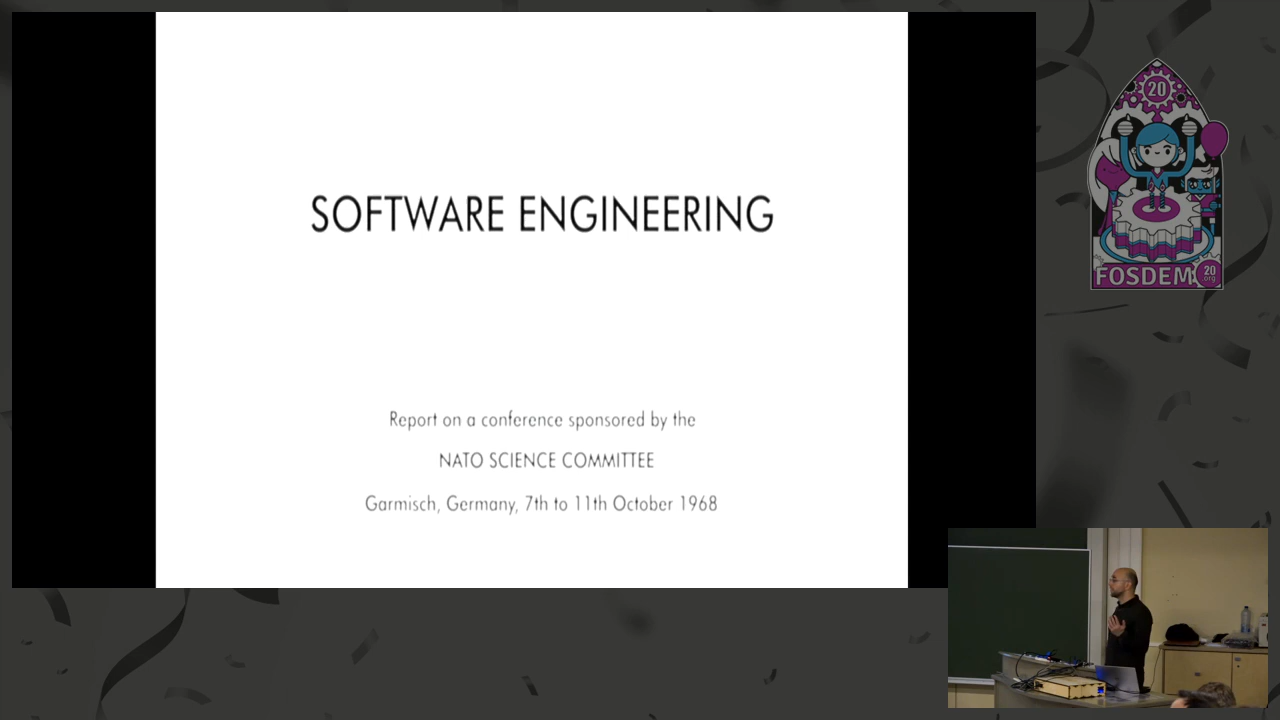 SOFTWARE ENGINEERING
Report on a conference sponsored by the
NATO SCIENCE COMMITTEE
Garmisch, Germany, 7th to 11th October 1968
20
FOSDEM
20
.org